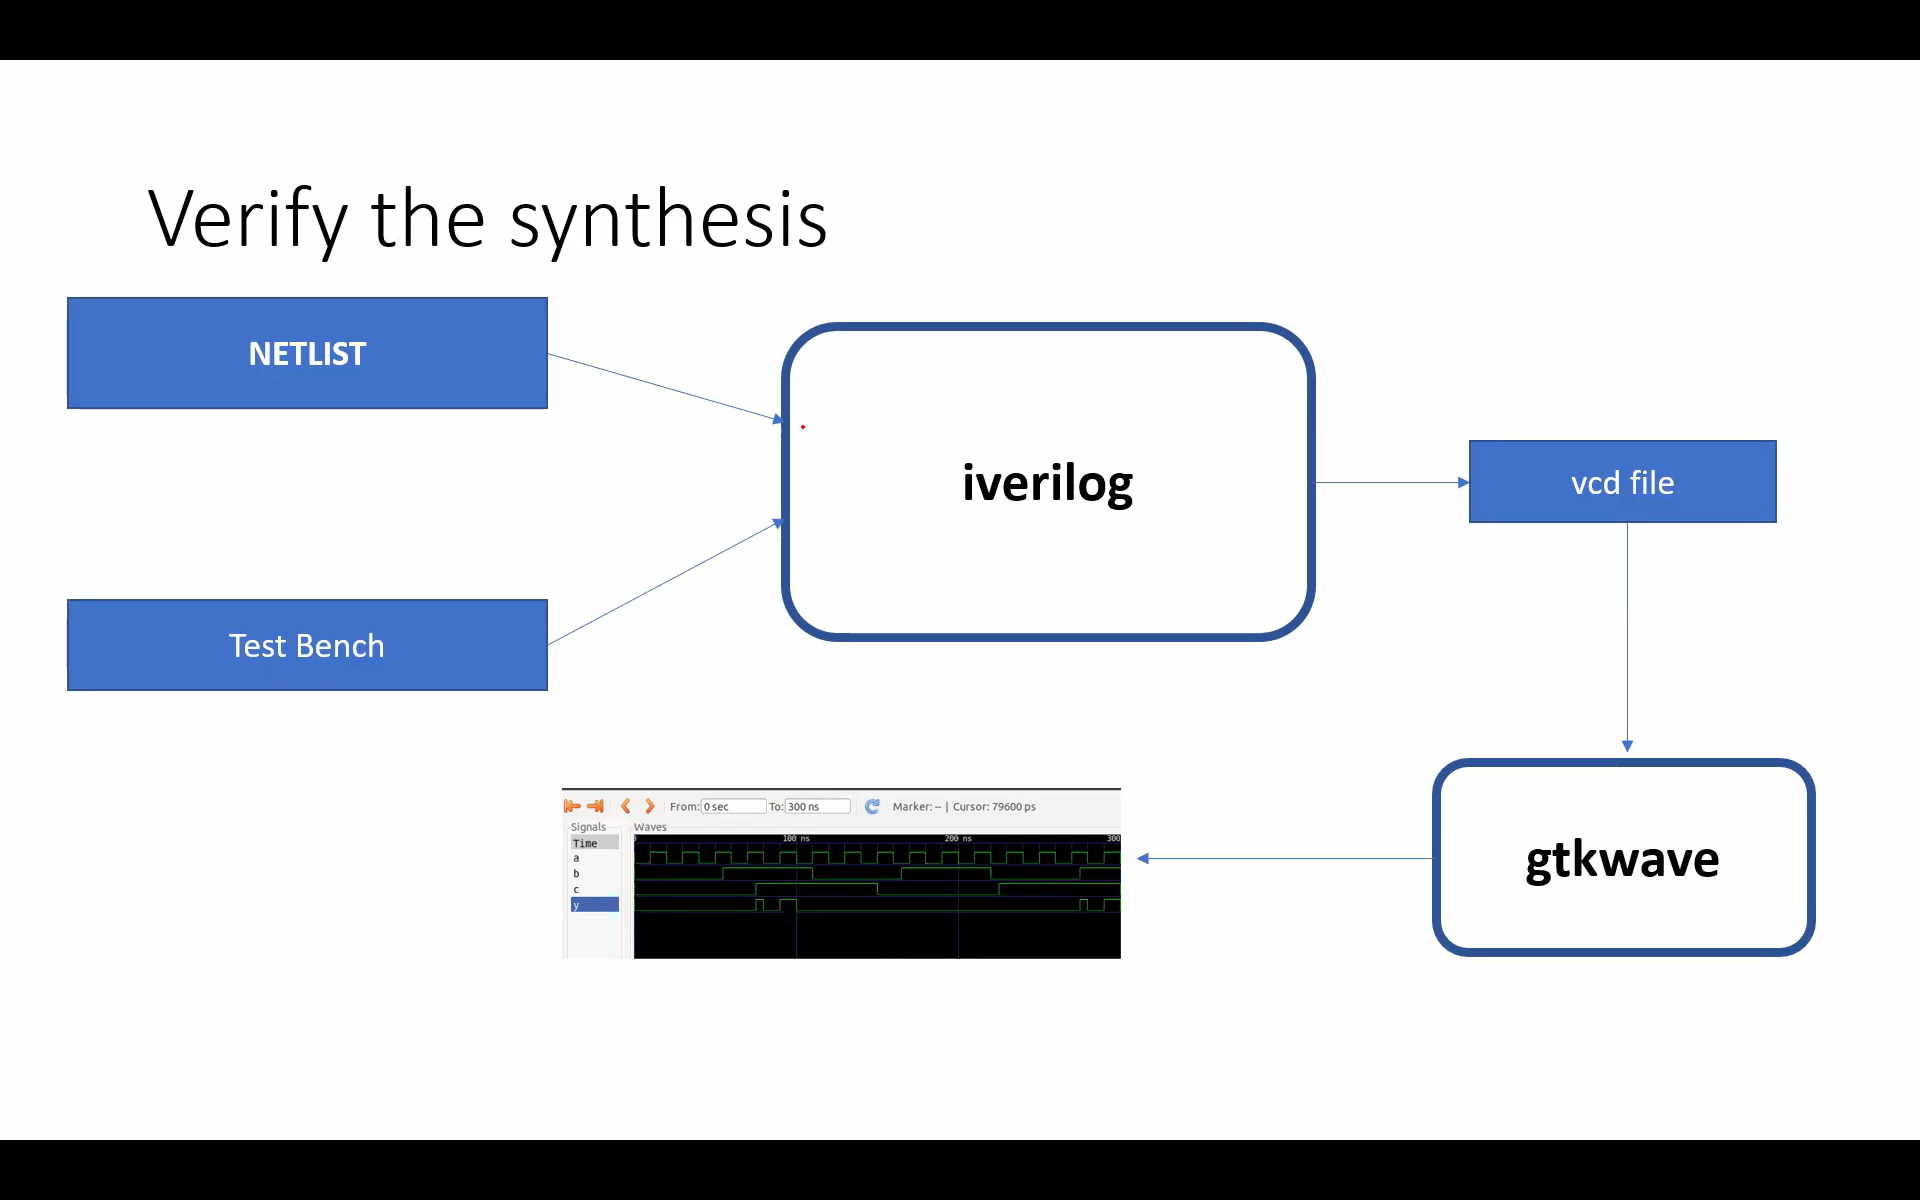 Verify the synthesis
NETLIST
iverilog
vcd file
Test Bench
From: 0 sec To: 300 ns Marker: -- | Cursor: 79600 ps
Signals Waves
Time 100 ns 200 ns 300
a
b
c
y
gtkwave